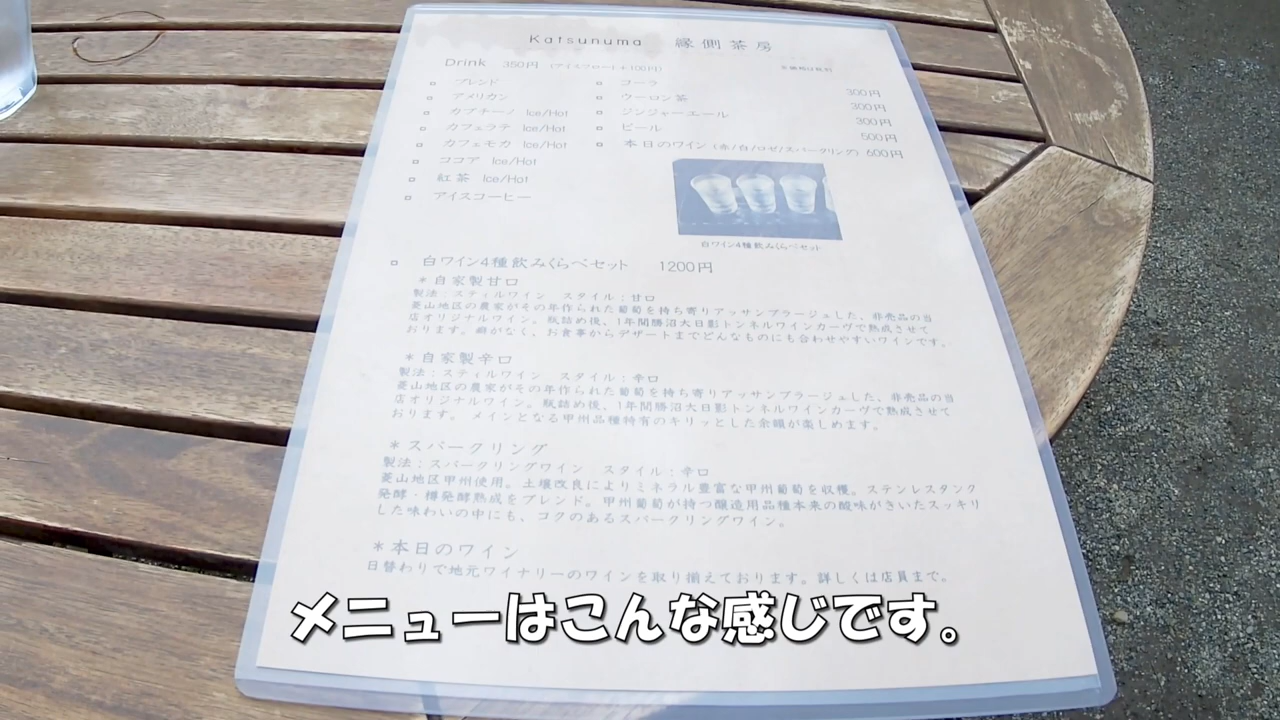 Katsunuma 縁側茶房
Drink 350円 (アイスフロート+100円)
ブレンド
アメリカン
カプチーノ Ice/Hot
カフェラテ Ice/Hot
カフェモカ Ice/Hot
ココア Ice/Hot
紅茶 Ice/Hot
アイスコーヒー
コーラ 300円
ウーロン茶 300円
ジンジャーエール 300円
ビール 500円
本日のワイン (赤/白/ロゼ/スパークリング) 600円
白ワイン4種飲みくらべセット
白ワイン4種飲みくらべセット 1200円
*自家製甘口
製法:スティルワイン スタイル:甘口
菱山地区の農家がその年作られた葡萄を持ち寄りアッサンブラージュした、非売品の当
店オリジナルワイン。瓶詰め後、1年間勝沼大日影トンネルワインカーヴで熟成させて
おります。癖がなく、お食事からデザートまでどんなものにも合わせやすいワインです。
*自家製辛口
製法:スティルワイン スタイル:辛口
菱山地区の農家がその年作られた葡萄を持ち寄りアッサンブラージュした、非売品の当
店オリジナルワイン。瓶詰め後、1年間勝沼大日影トンネルワインカーヴで熟成させて
おります。メインとなる甲州品種特有のキリッとした余韻が楽しめます。
*スパークリング
製法:スパークリングワイン スタイル:辛口
菱山地区甲州使用。土壌改良によりミネラル豊富な甲州葡萄を収穫。ステンレスタンク
発酵・樽発酵熟成をブレンド。甲州葡萄が持つ醸造用品種本来の酸味がきいたスッキリ
した味わいの中にも、コクのあるスパークリングワイン。
*本日のワイン
日替わりで地元ワイナリーのワインを取り揃えております。詳しくは店員まで。
メニューはこんな感じです。